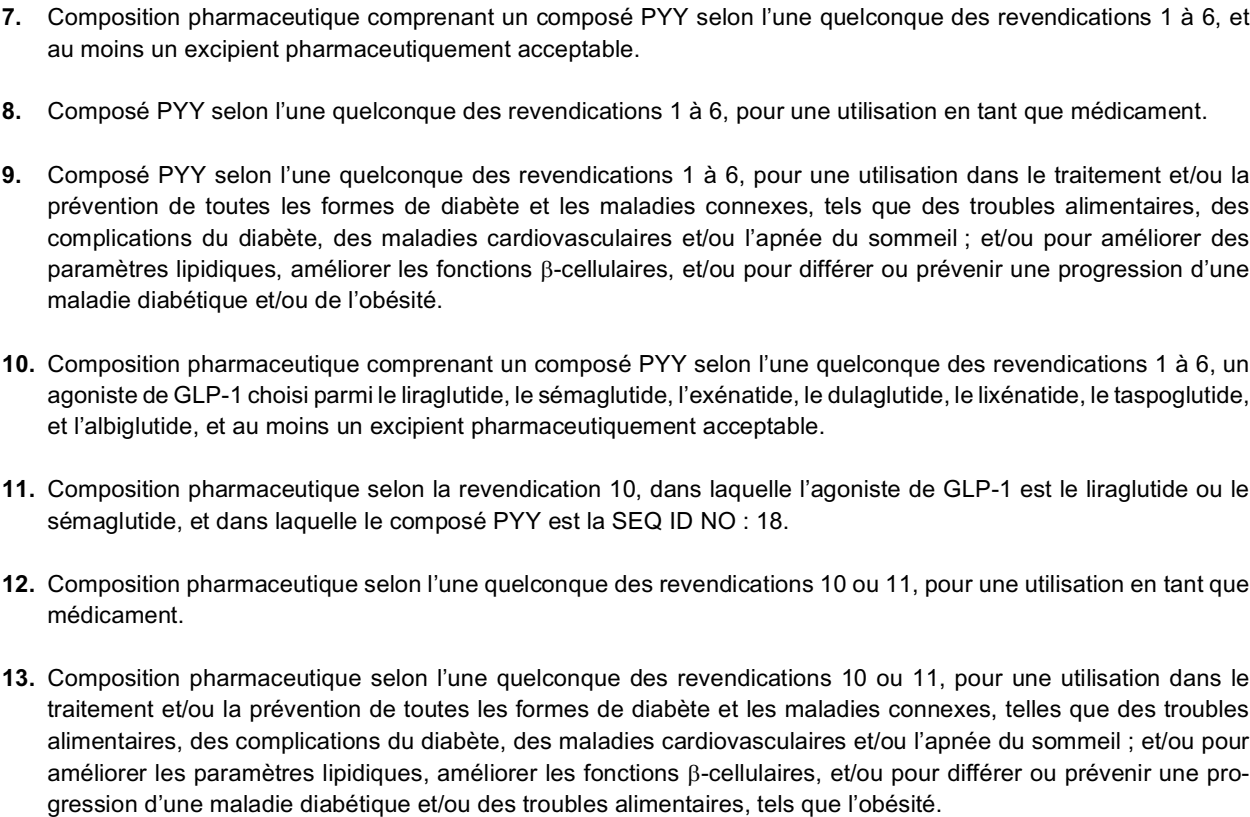 7. Composition pharmaceutique comprenant un composé PYY selon l'une quelconque des revendications 1 à 6, et
au moins un excipient pharmaceutiquement acceptable.
8. Composé PYY selon l'une quelconque des revendications 1 à 6, pour une utilisation en tant que médicament.
9. Composé PYY selon l'une quelconque des revendications 1 à 6, pour une utilisation dans le traitement et/ou la
prévention de toutes les formes de diabète et les maladies connexes, tels que des troubles alimentaires, des
complications du diabète, des maladies cardiovasculaires et/ou l'apnée du sommeil ; et/ou pour améliorer des
paramètres lipidiques, améliorer les fonctions β-cellulaires, et/ou pour différer ou prévenir une progression d'une
maladie diabétique et/ou de l'obésité.
10. Composition pharmaceutique comprenant un composé PYY selon l'une quelconque des revendications 1 à 6, un
agoniste de GLP-1 choisi parmi le liraglutide, le sémaglutide, l'exénatide, le dulaglutide, le lixénatide, le taspoglutide,
et l'albiglutide, et au moins un excipient pharmaceutiquement acceptable.
11. Composition pharmaceutique selon la revendication 10, dans laquelle l'agoniste de GLP-1 est le liraglutide ou le
sémaglutide, et dans laquelle le composé PYY est la SEQ ID NO : 18.
12. Composition pharmaceutique selon l'une quelconque des revendications 10 ou 11, pour une utilisation en tant que
médicament.
13. Composition pharmaceutique selon l'une quelconque des revendications 10 ou 11, pour une utilisation dans le
traitement et/ou la prévention de toutes les formes de diabète et les maladies connexes, telles que des troubles
alimentaires, des complications du diabète, des maladies cardiovasculaires et/ou l'apnée du sommeil ; et/ou pour
améliorer les paramètres lipidiques, améliorer les fonctions β-cellulaires, et/ou pour différer ou prévenir une pro-
gression d'une maladie diabétique et/ou des troubles alimentaires, tels que l'obésité.